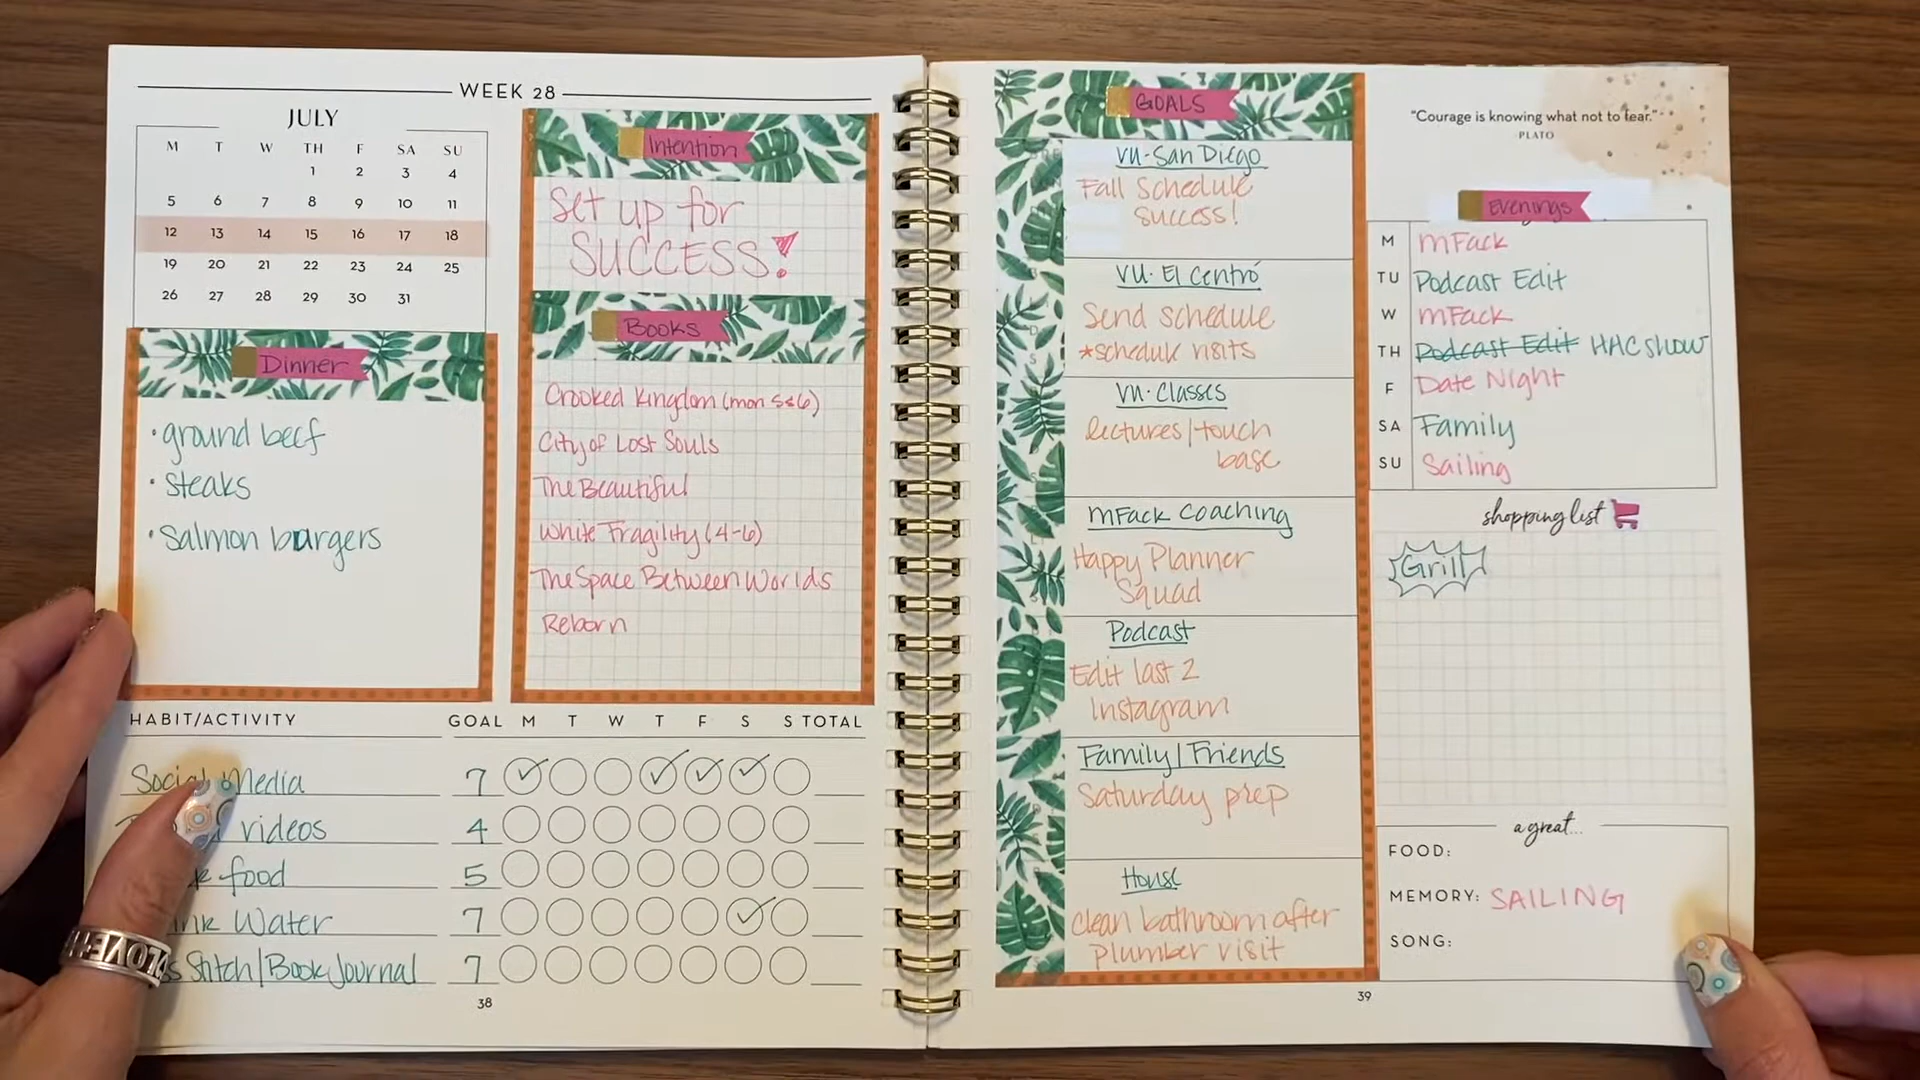 WEEK 28
JULY
M T W TH F SA SU
1 2 3 4
5 6 7 8 9 10 11
12 13 14 15 16 17 18
19 20 21 22 23 24 25
26 27 28 29 30 31
Dinner
• ground beef
• steaks
• Salmon burgers
Intention
Set up for
SUCCESS!
Books
Crooked Kingdom (mon 5&6)
City of Lost Souls
The Beautiful
White Fragility (4-6)
The Space Between Worlds
Reborn
HABIT/ACTIVITY GOAL M T W T F S S TOTAL
Social Media 7
videos 4
food 5
Water 7
Stitch/Book Journal 7
38
GOALS
VU-San Diego
Fall Schedule
success!
VU. El Centro
Send schedule
*schedule visits
VU. Classes
lectures/touch
base
mFack Coaching
Happy Planner
Squad
Podcast
Edit last 2
Instagram
Family/Friends
Saturday prep
House
clean bathroom after
plumber visit
39
"Courage is knowing what not to fear."
-PLATO
Evenings
M mFack
TU Podcast Edit
W mFack
TH Podcast Edit HAC show
F Date Night
SA Family
SU Sailing
shopping list
Grill
a great...
FOOD:
MEMORY: SAILING
SONG:
LOVE